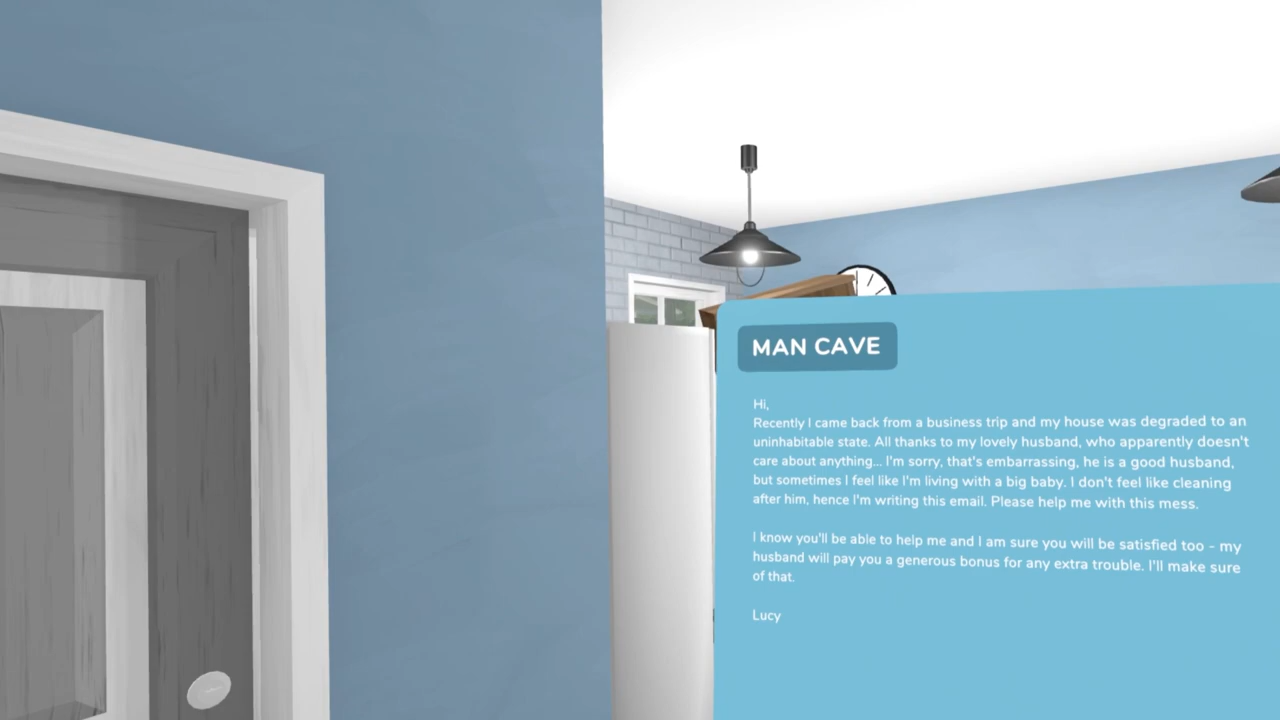 MAN CAVE
Hi,
Recently I came back from a business trip and my house was degraded to an
uninhabitable state. All thanks to my lovely husband, who apparently doesn't
care about anything... I'm sorry, that's embarrassing, he is a good husband,
but sometimes I feel like I'm living with a big baby. I don't feel like cleaning
after him, hence I'm writing this email. Please help me with this mess.
I know you'll be able to help me and I am sure you will be satisfied too - my
husband will pay you a generous bonus for any extra trouble. I'll make sure
of that.
Lucy